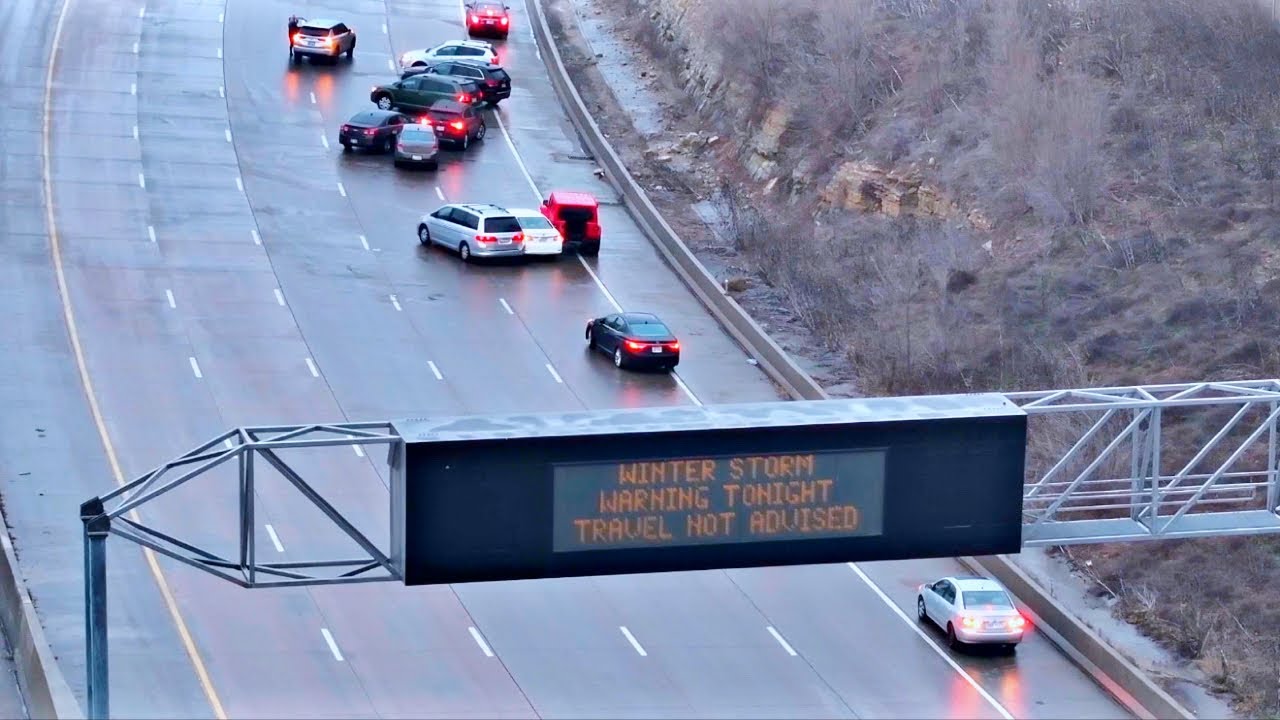 WINTER STORM
WARNING TONIGHT
TRAVEL NOT ADVISED